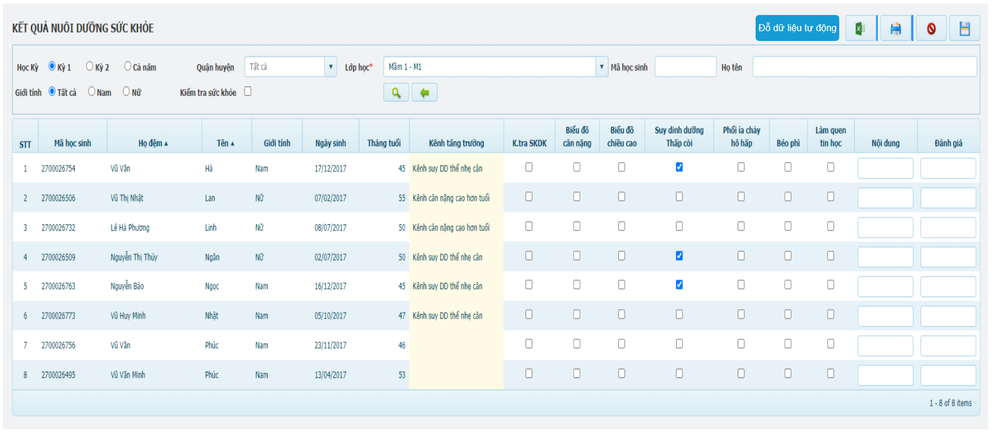 KẾT QUẢ NUÔI DƯỠNG SỨC KHỎE
Đổ dữ liệu tự động
Học Kỳ Kỳ 1 Kỳ 2 Cả năm Quận huyện Tất cả Lớp học* Mầm 1 - M1 Mã học sinh Họ tên
Giới tính Tất cả Nam Nữ Kiểm tra sức khỏe
STT Mã học sinh Họ đệm Tên Giới tính Ngày sinh Tháng tuổi Kênh tăng trưởng K.tra SKDK Biểu đồ cân nặng Biểu đồ chiều cao Suy dinh dưỡng Thấp còi Phổi ỉa chảy hô hấp Béo phì Làm quen tin học Nội dung Đánh giá
1 2700026754 Vũ Văn Hà Nam 17/12/2017 45 Kênh suy DD thể nhẹ cân
2 2700026506 Vũ Thị Nhật Lan Nữ 07/02/2017 55 Kênh cân nặng cao hơn tuổi
3 2700026732 Lê Hà Phương Linh Nữ 08/07/2017 50 Kênh cân nặng cao hơn tuổi
4 2700026509 Nguyễn Thị Thúy Ngân Nữ 02/07/2017 50 Kênh suy DD thể nhẹ cân
5 2700026763 Nguyễn Bảo Ngọc Nam 16/12/2017 45 Kênh suy DD thể nhẹ cân
6 2700026773 Vũ Huy Minh Nhật Nam 05/10/2017 47 Kênh suy DD thể nhẹ cân
7 2700026756 Vũ Văn Phúc Nam 23/11/2017 46
8 2700026495 Vũ Văn Minh Phúc Nam 13/04/2017 53
1 - 8 of 8 items